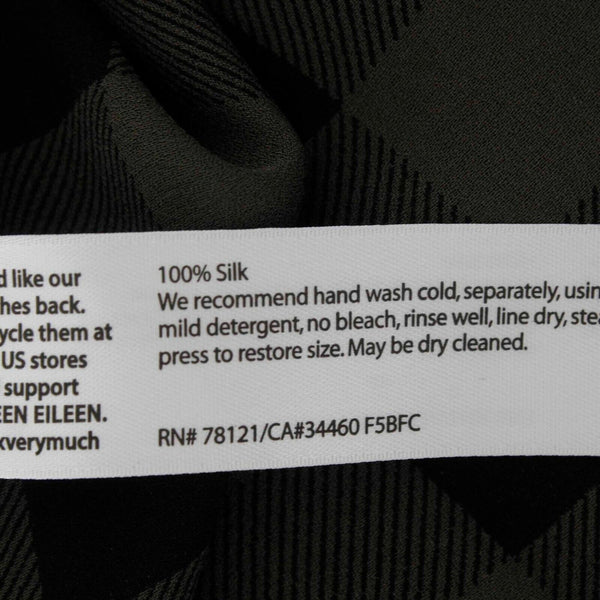 d like our
hes back.
ycle them at
US stores
support
EEN EILEEN.
xverymuch
100% Silk
We recommend hand wash cold, separately, usin
mild detergent, no bleach, rinse well, line dry, stea
press to restore size. May be dry cleaned.
RN# 78121/CA#34460 F5BFC